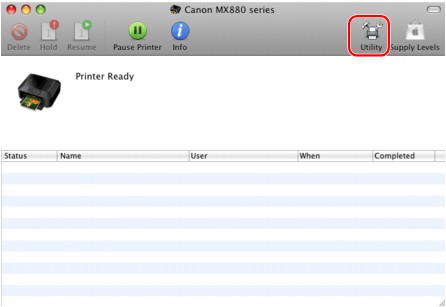 Canon MX880 series
Delete Hold Resume Pause Printer Info Utility Supply Levels
Printer Ready
Status Name User When Completed